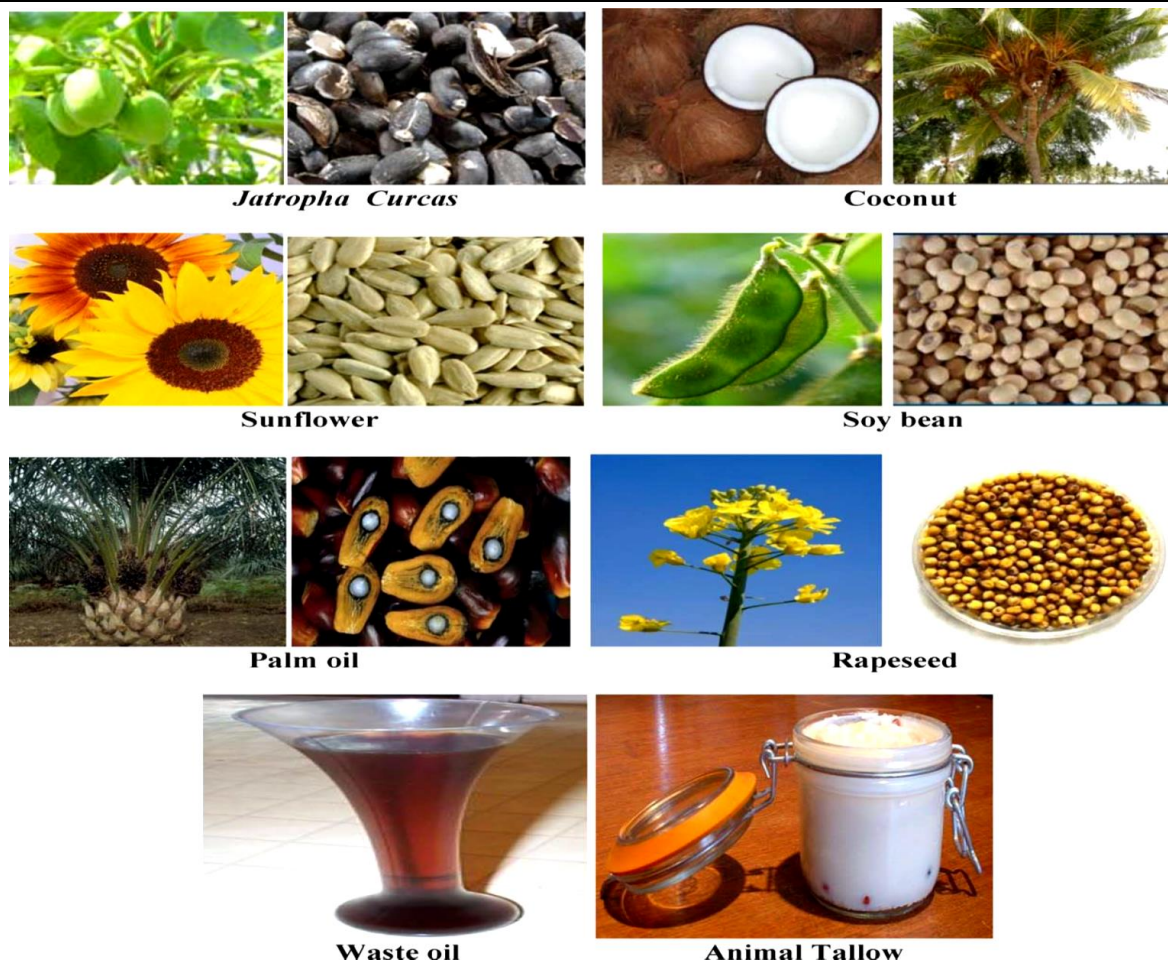 Jatropha Curcas
Coconut
Sunflower
Soy bean
Palm oil
Rapeseed
Waste oil
Animal Tallow